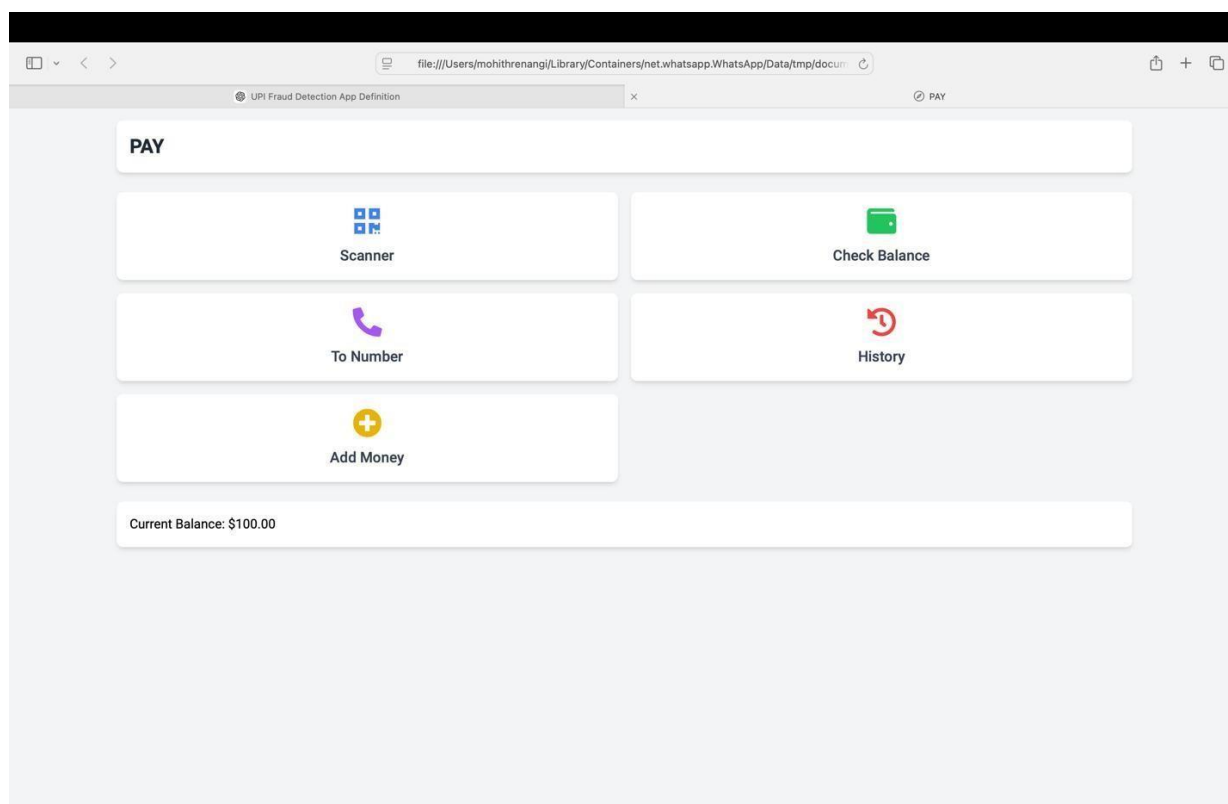 file:///Users/mohithrenangi/Library/Containers/net.whatsapp.WhatsApp/Data/tmp/docum
UPI Fraud Detection App Definition
PAY
PAY
Scanner
Check Balance
To Number
History
Add Money
Current Balance: $100.00